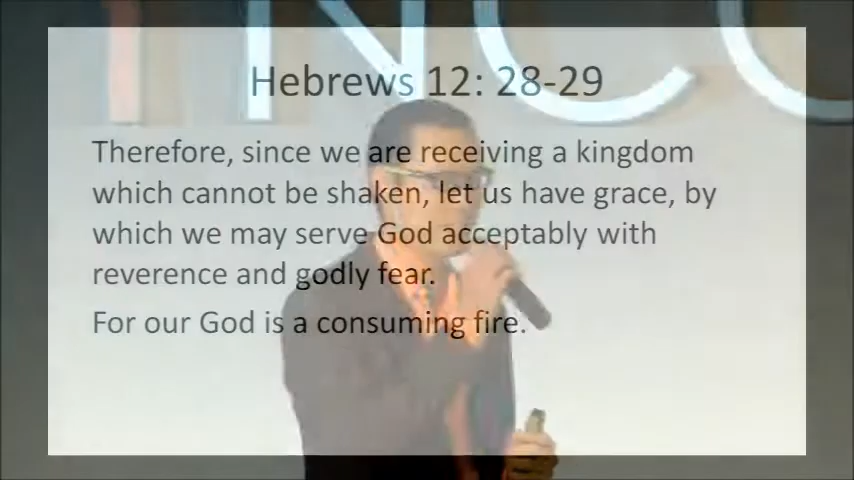 INCO
Hebrews 12: 28-29
Therefore, since we are receiving a kingdom
which cannot be shaken, let us have grace, by
which we may serve God acceptably with
reverence and godly fear.
For our God is a consuming fire.